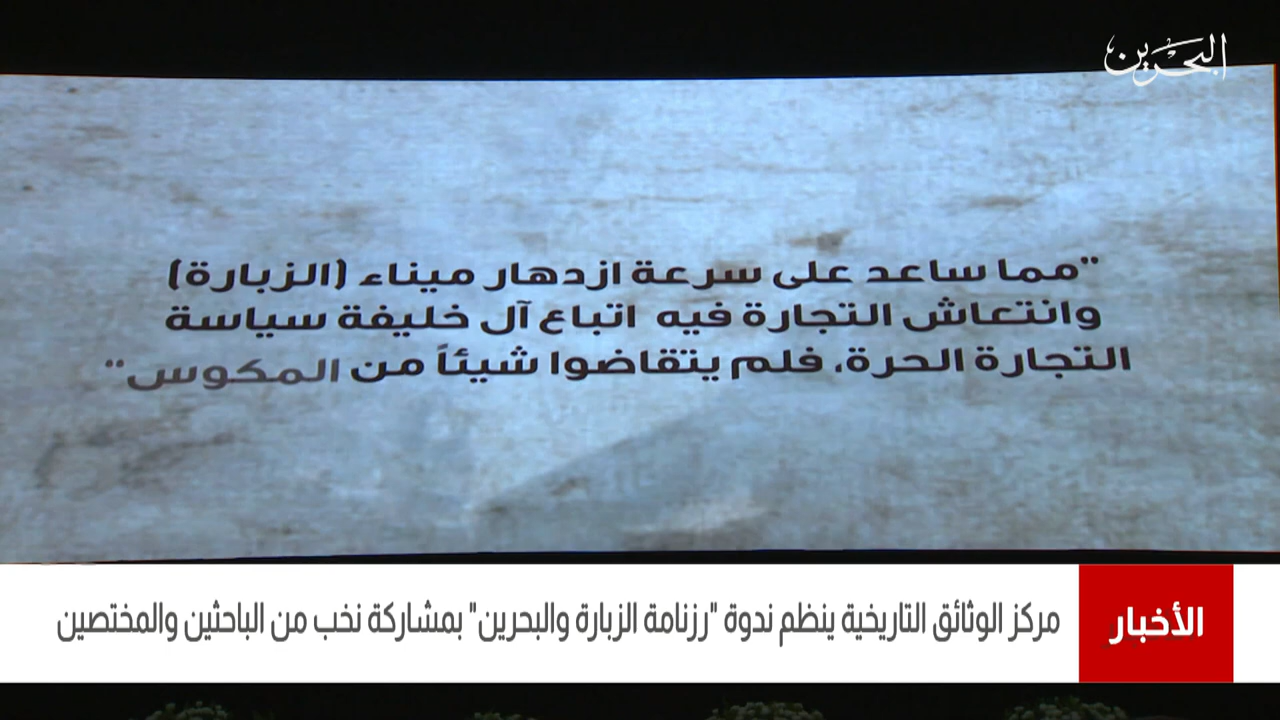 البحرين
"مما ساعد على سرعة ازدهار ميناء (الزبارة)
وانتعاش التجارة فيه اتباع آل خليفة سياسة
التجارة الحرة، فلم يتقاضوا شيئاً من المكوس"
الأخبار
مركز الوثائق التاريخية ينظم ندوة "رزنامة الزبارة والبحرين" بمشاركة نخب من الباحثين والمختصين